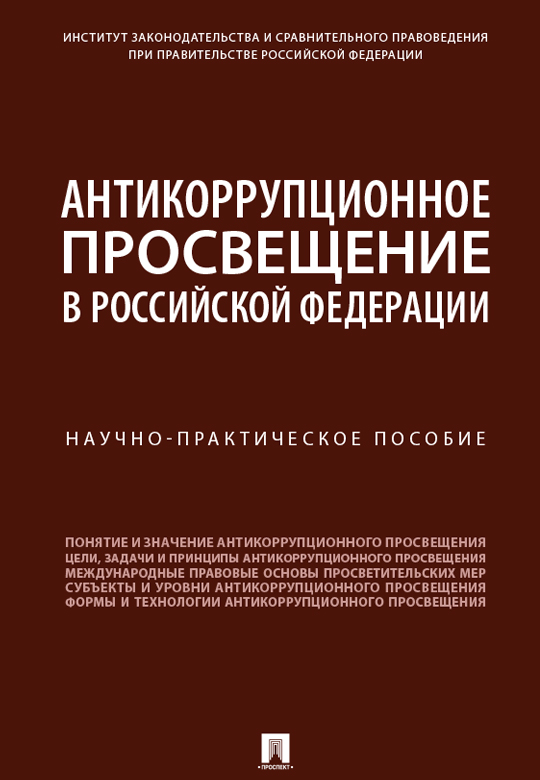 ИНСТИТУТ ЗАКОНОДАТЕЛЬСТВА И СРАВНИТЕЛЬНОГО ПРАВОВЕДЕНИЯ
ПРИ ПРАВИТЕЛЬСТВЕ РОССИЙСКОЙ ФЕДЕРАЦИИ
АНТИКОРРУПЦИОННОЕ
ПРОСВЕЩЕНИЕ
В РОССИЙСКОЙ ФЕДЕРАЦИИ
НАУЧНО-ПРАКТИЧЕСКОЕ ПОСОБИЕ
ПОНЯТИЕ И ЗНАЧЕНИЕ АНТИКОРРУПЦИОННОГО ПРОСВЕЩЕНИЯ
ЦЕЛИ, ЗАДАЧИ И ПРИНЦИПЫ АНТИКОРРУПЦИОННОГО ПРОСВЕЩЕНИЯ
МЕЖДУНАРОДНЫЕ ПРАВОВЫЕ ОСНОВЫ ПРОСВЕТИТЕЛЬСКИХ МЕР
СУБЪЕКТЫ И УРОВНИ АНТИКОРРУПЦИОННОГО ПРОСВЕЩЕНИЯ
ФОРМЫ И ТЕХНОЛОГИИ АНТИКОРРУПЦИОННОГО ПРОСВЕЩЕНИЯ
•ПРОСПЕКТ•